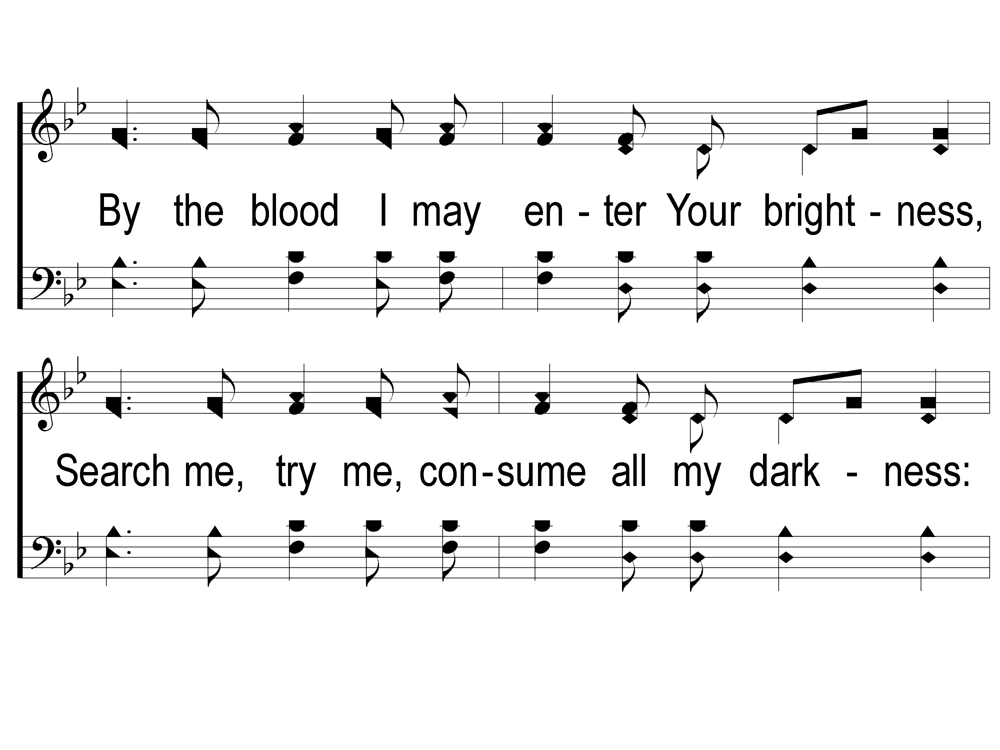 By the blood I may en - ter Your bright - ness,
Search me, try me, con - sume all my dark - ness: